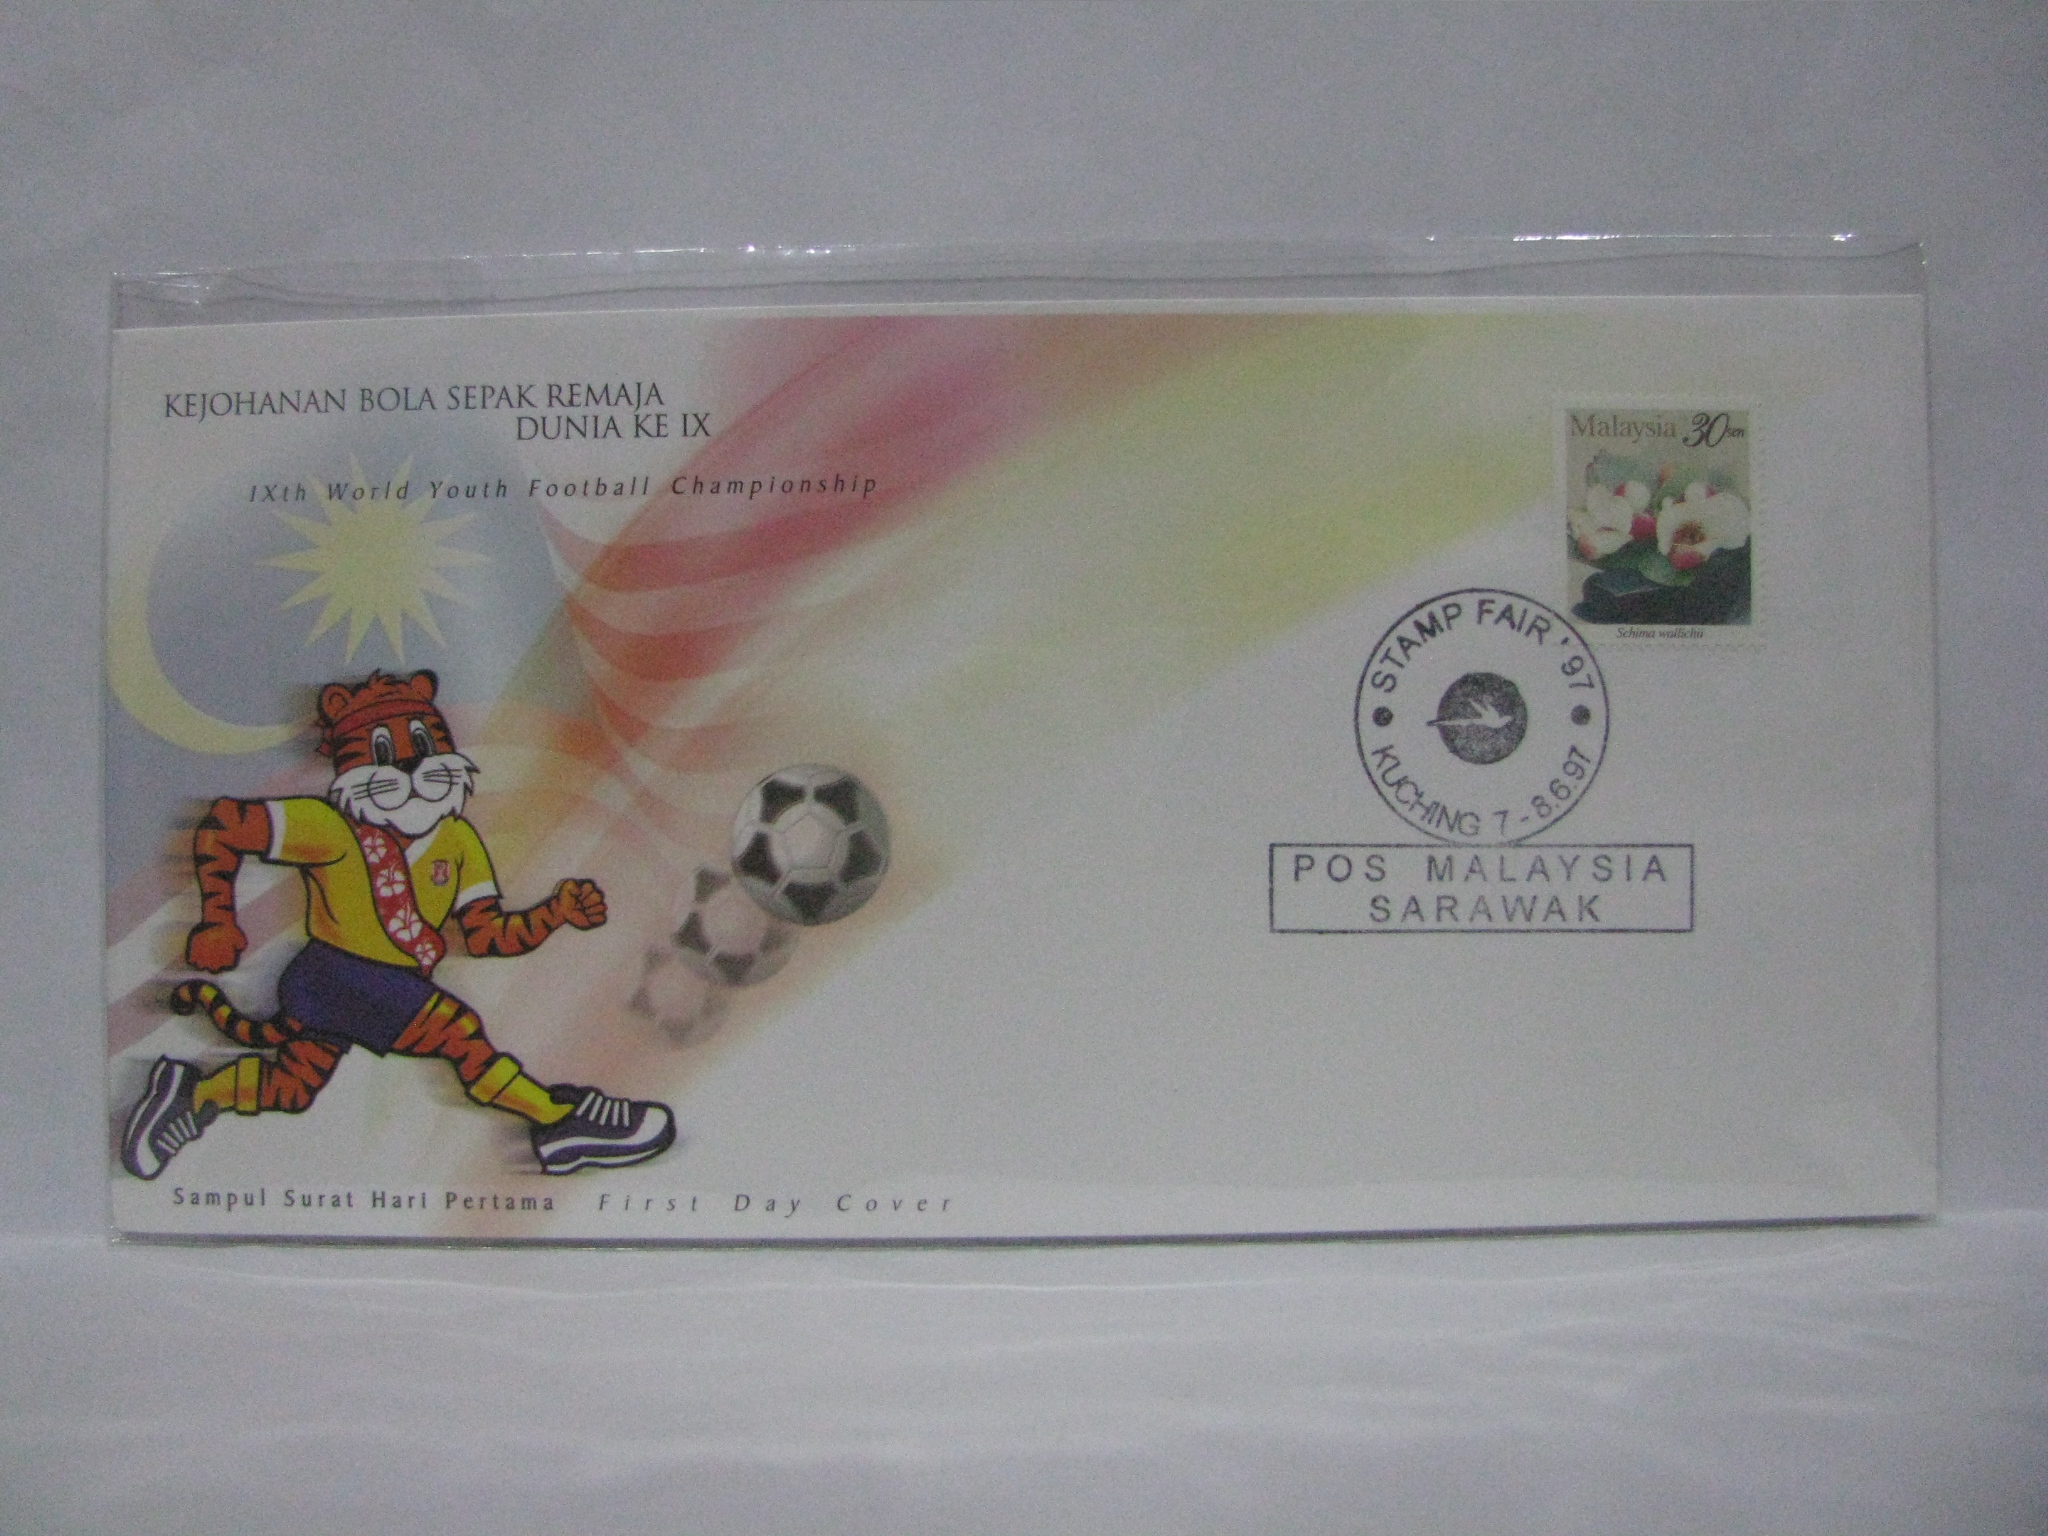 KEJOHANAN BOLA SEPAK REMAJA
DUNIA KE IX
IXth World Youth Football Championship
Malaysia 30sen
Schima wallichii
STAMP FAIR '97
KUCHING 7-8.6.97
POS MALAYSIA
SARAWAK
Sampul Surat Hari Pertama First Day Cover